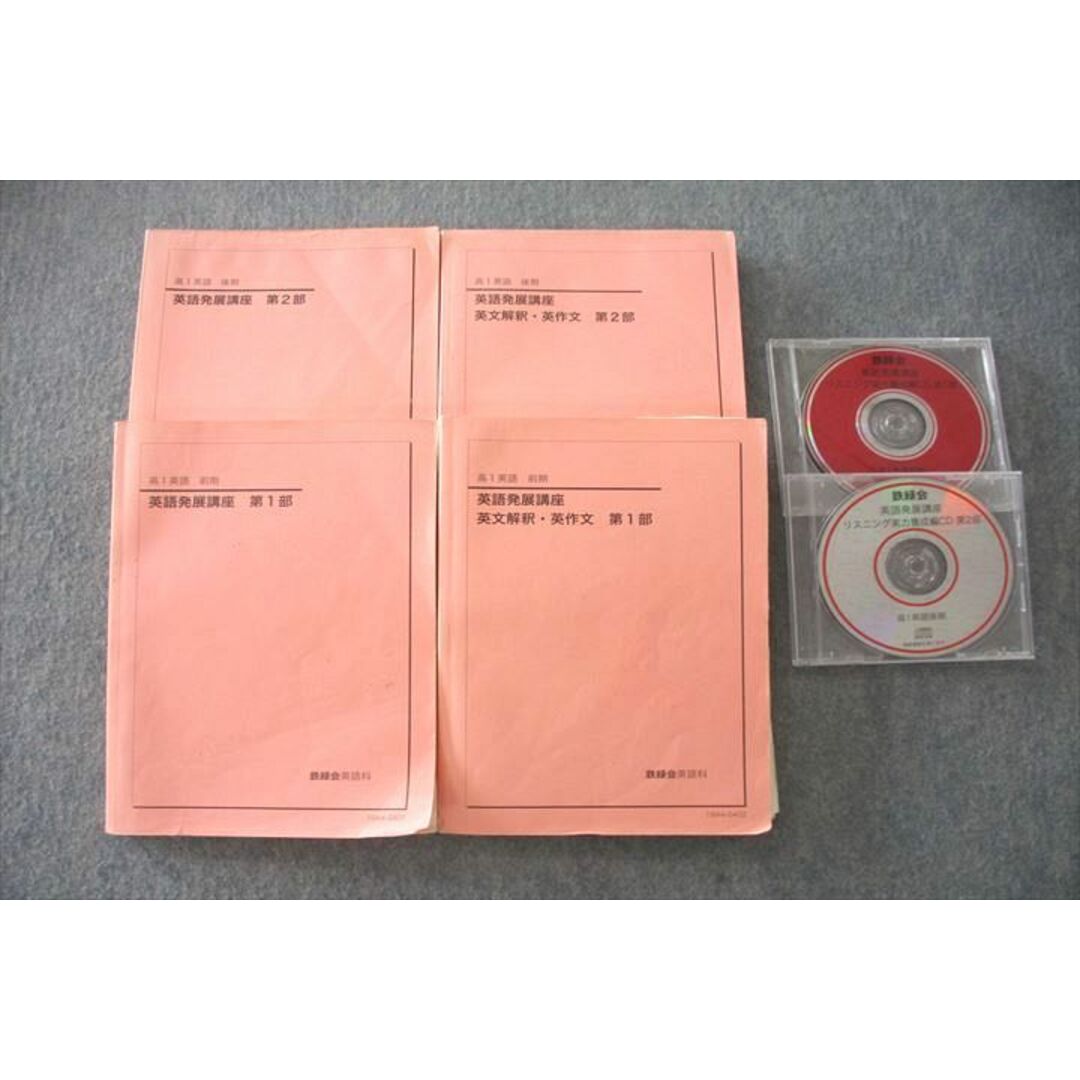 高1英語 後期
英語発展講座 第2部
高1英語 後期
英語発展講座
英文解釈・英作文 第2部
高1英語 前期
英語発展講座 第1部
鉄緑会英語科
高1英語 前期
英語発展講座
英文解釈・英作文 第1部
鉄緑会英語科
鉄緑会
英語発展講座
鉄緑会
英語発展講座
リスニング実力養成編CD 第2部
高1英語後期